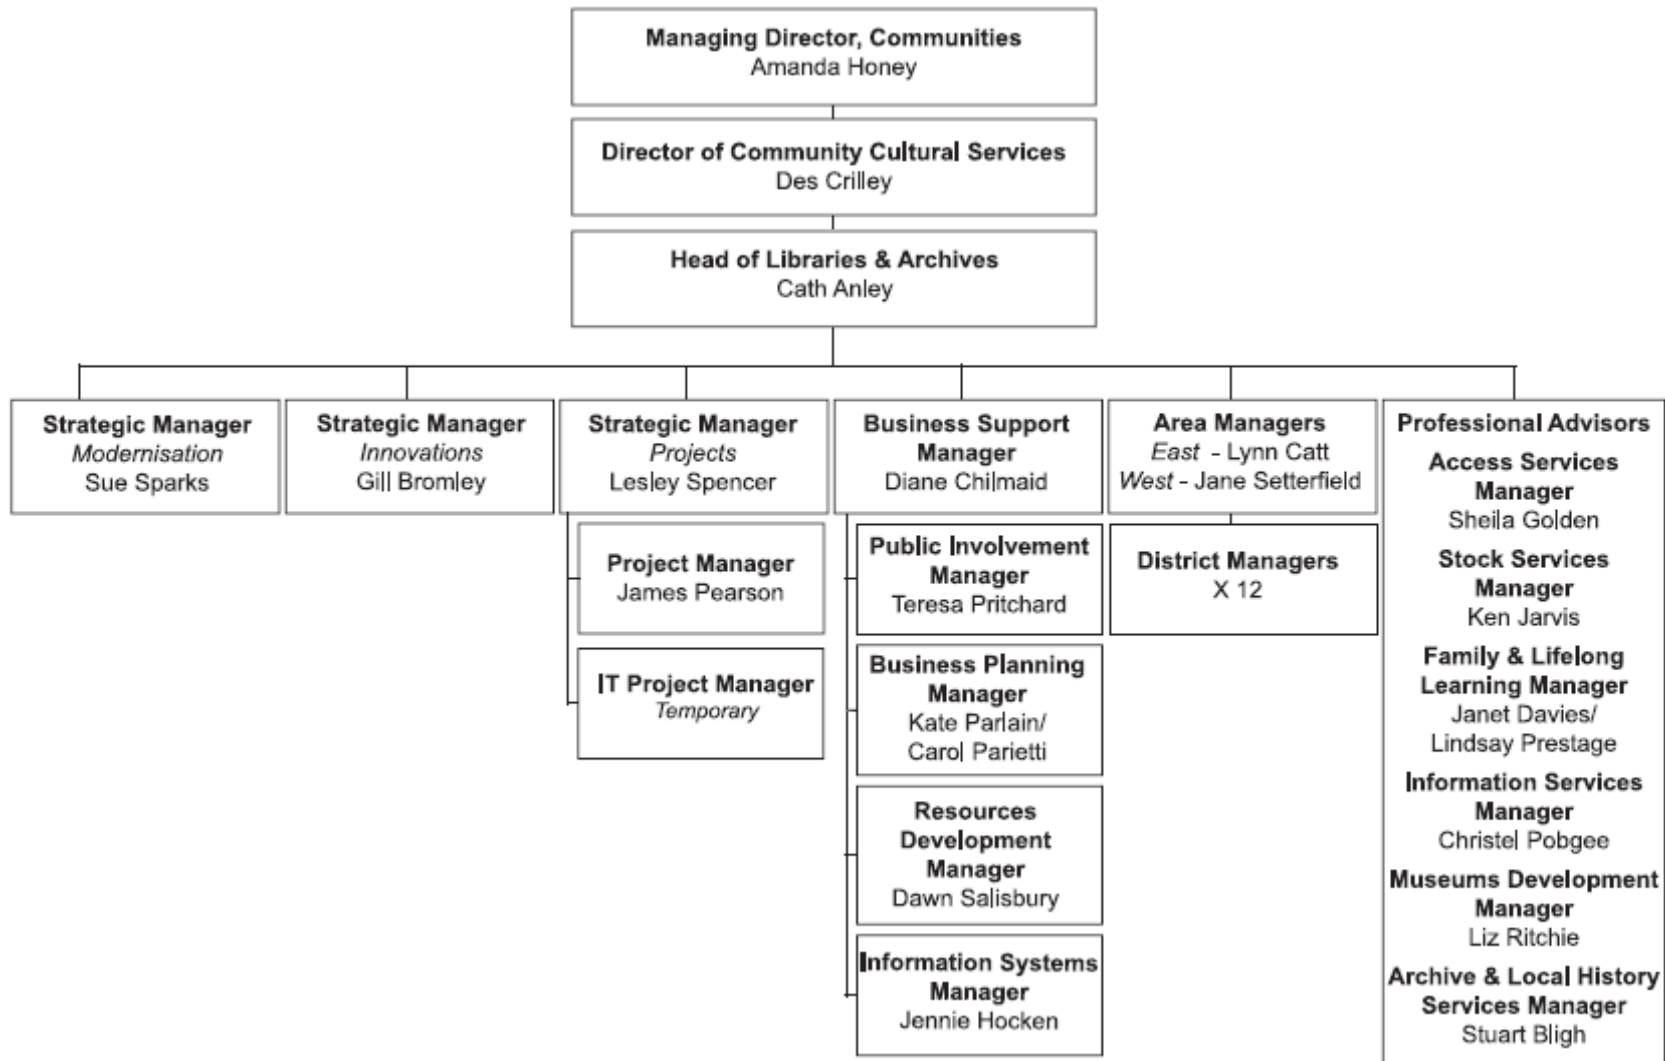 Managing Director, Communities
Amanda Honey
Director of Community Cultural Services
Des Crilley
Head of Libraries & Archives
Cath Anley
Strategic Manager
Modernisation
Sue Sparks
Strategic Manager
Innovations
Gill Bromley
Strategic Manager
Projects
Lesley Spencer
Project Manager
James Pearson
IT Project Manager
Temporary
Business Support
Manager
Diane Chilmaid
Public Involvement
Manager
Teresa Pritchard
Business Planning
Manager
Kate Parlain/
Carol Parietti
Resources
Development
Manager
Dawn Salisbury
Information Systems
Manager
Jennie Hocken
Area Managers
East - Lynn Catt
West - Jane Setterfield
District Managers
X 12
Professional Advisors
Access Services
Manager
Sheila Golden
Stock Services
Manager
Ken Jarvis
Family & Lifelong
Learning Manager
Janet Davies/
Lindsay Prestage
Information Services
Manager
Christel Pobgee
Museums Development
Manager
Liz Ritchie
Archive & Local History
Services Manager
Stuart Bligh